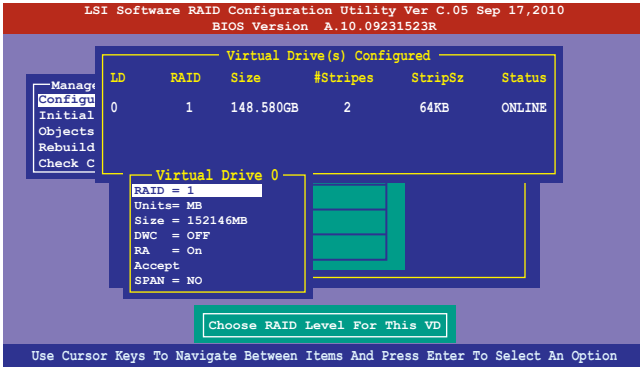 LSI Software RAID Configuration Utility Ver C.05 Sep 17,2010
BIOS Version A.10.09231523R
Virtual Drive(s) Configured
LD RAID Size #Stripes StripSz Status
0 1 148.580GB 2 64KB ONLINE
Manage
Configu
Initial
Objects
Rebuild
Check C
Virtual Drive 0
RAID = 1
Units= MB
Size = 152146MB
DWC = OFF
RA = On
Accept
SPAN = NO
Choose RAID Level For This VD
Use Cursor Keys To Navigate Between Items And Press Enter To Select An Option